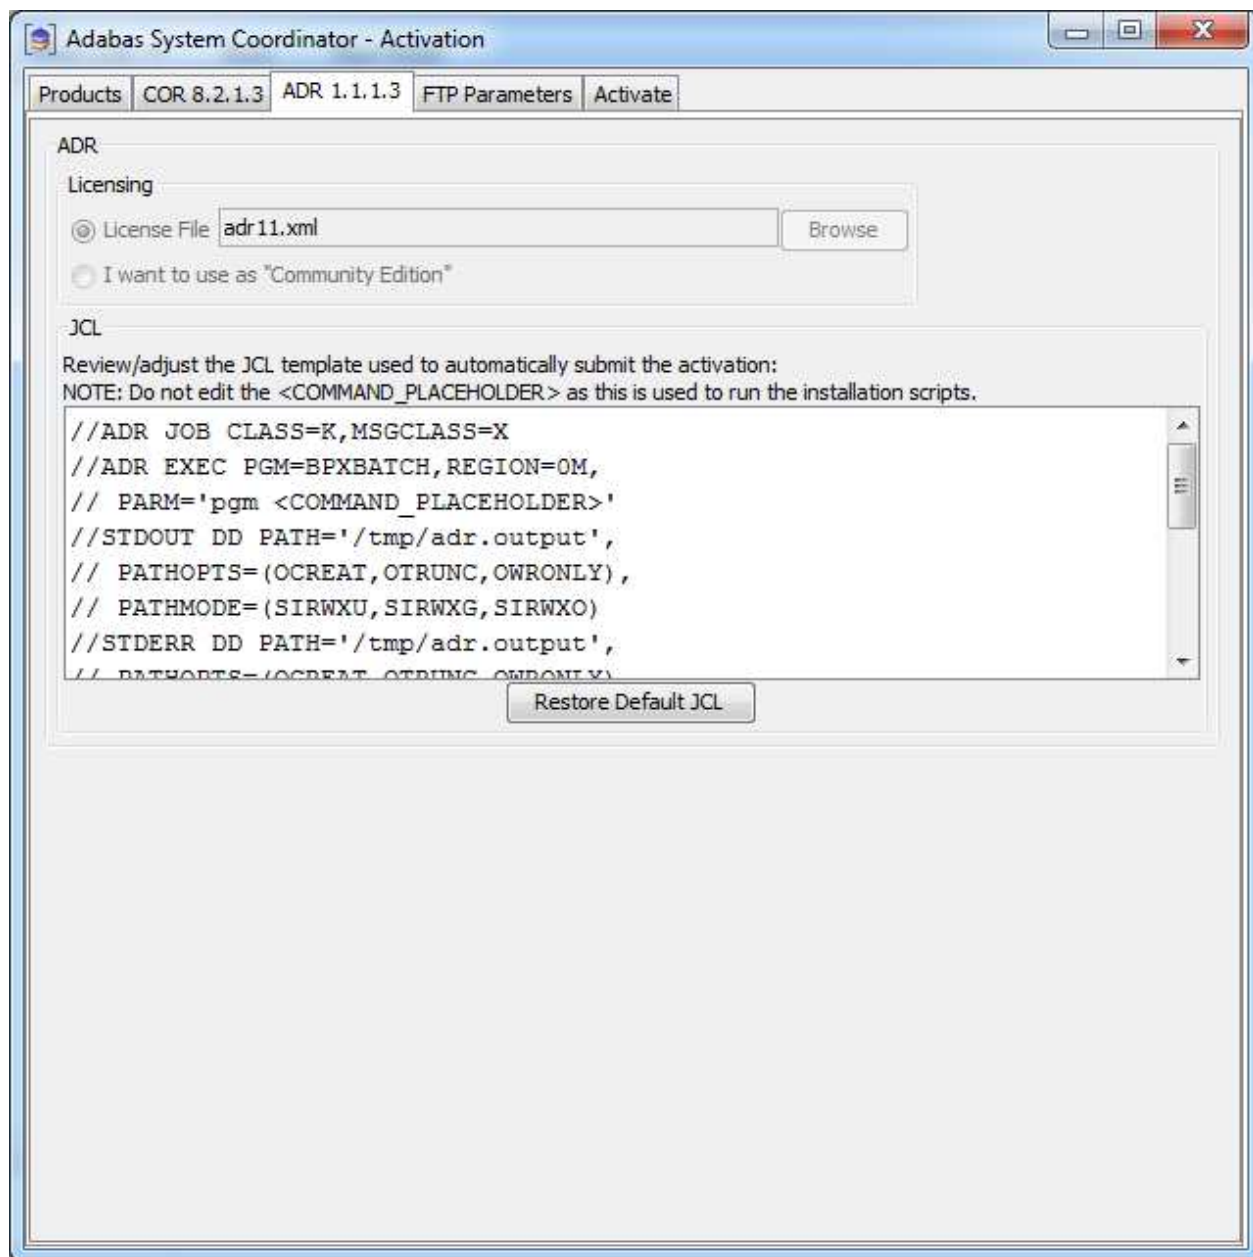 Adabas System Coordinator - Activation
Products COR 8.2.1.3 ADR 1.1.1.3 FTP Parameters Activate
ADR
Licensing
License File adr11.xml Browse
I want to use as "Community Edition"
JCL
Review/adjust the JCL template used to automatically submit the activation:
NOTE: Do not edit the <COMMAND_PLACEHOLDER> as this is used to run the installation scripts.
//ADR JOB CLASS=K,MSGCLASS=X
//ADR EXEC PGM=BPXBATCH,REGION=0M,
// PARM='pgm <COMMAND_PLACEHOLDER>'
//STDOUT DD PATH='/tmp/adr.output',
// PATHOPTS=(OCREAT,OTRUNC,OWRONLY),
// PATHMODE=(SIRWXU,SIRWXG,SIRWXO)
//STDERR DD PATH='/tmp/adr.output',
// PATHOPTS=(OCREAT,OTRUNC,OWRONLY)
Restore Default JCL